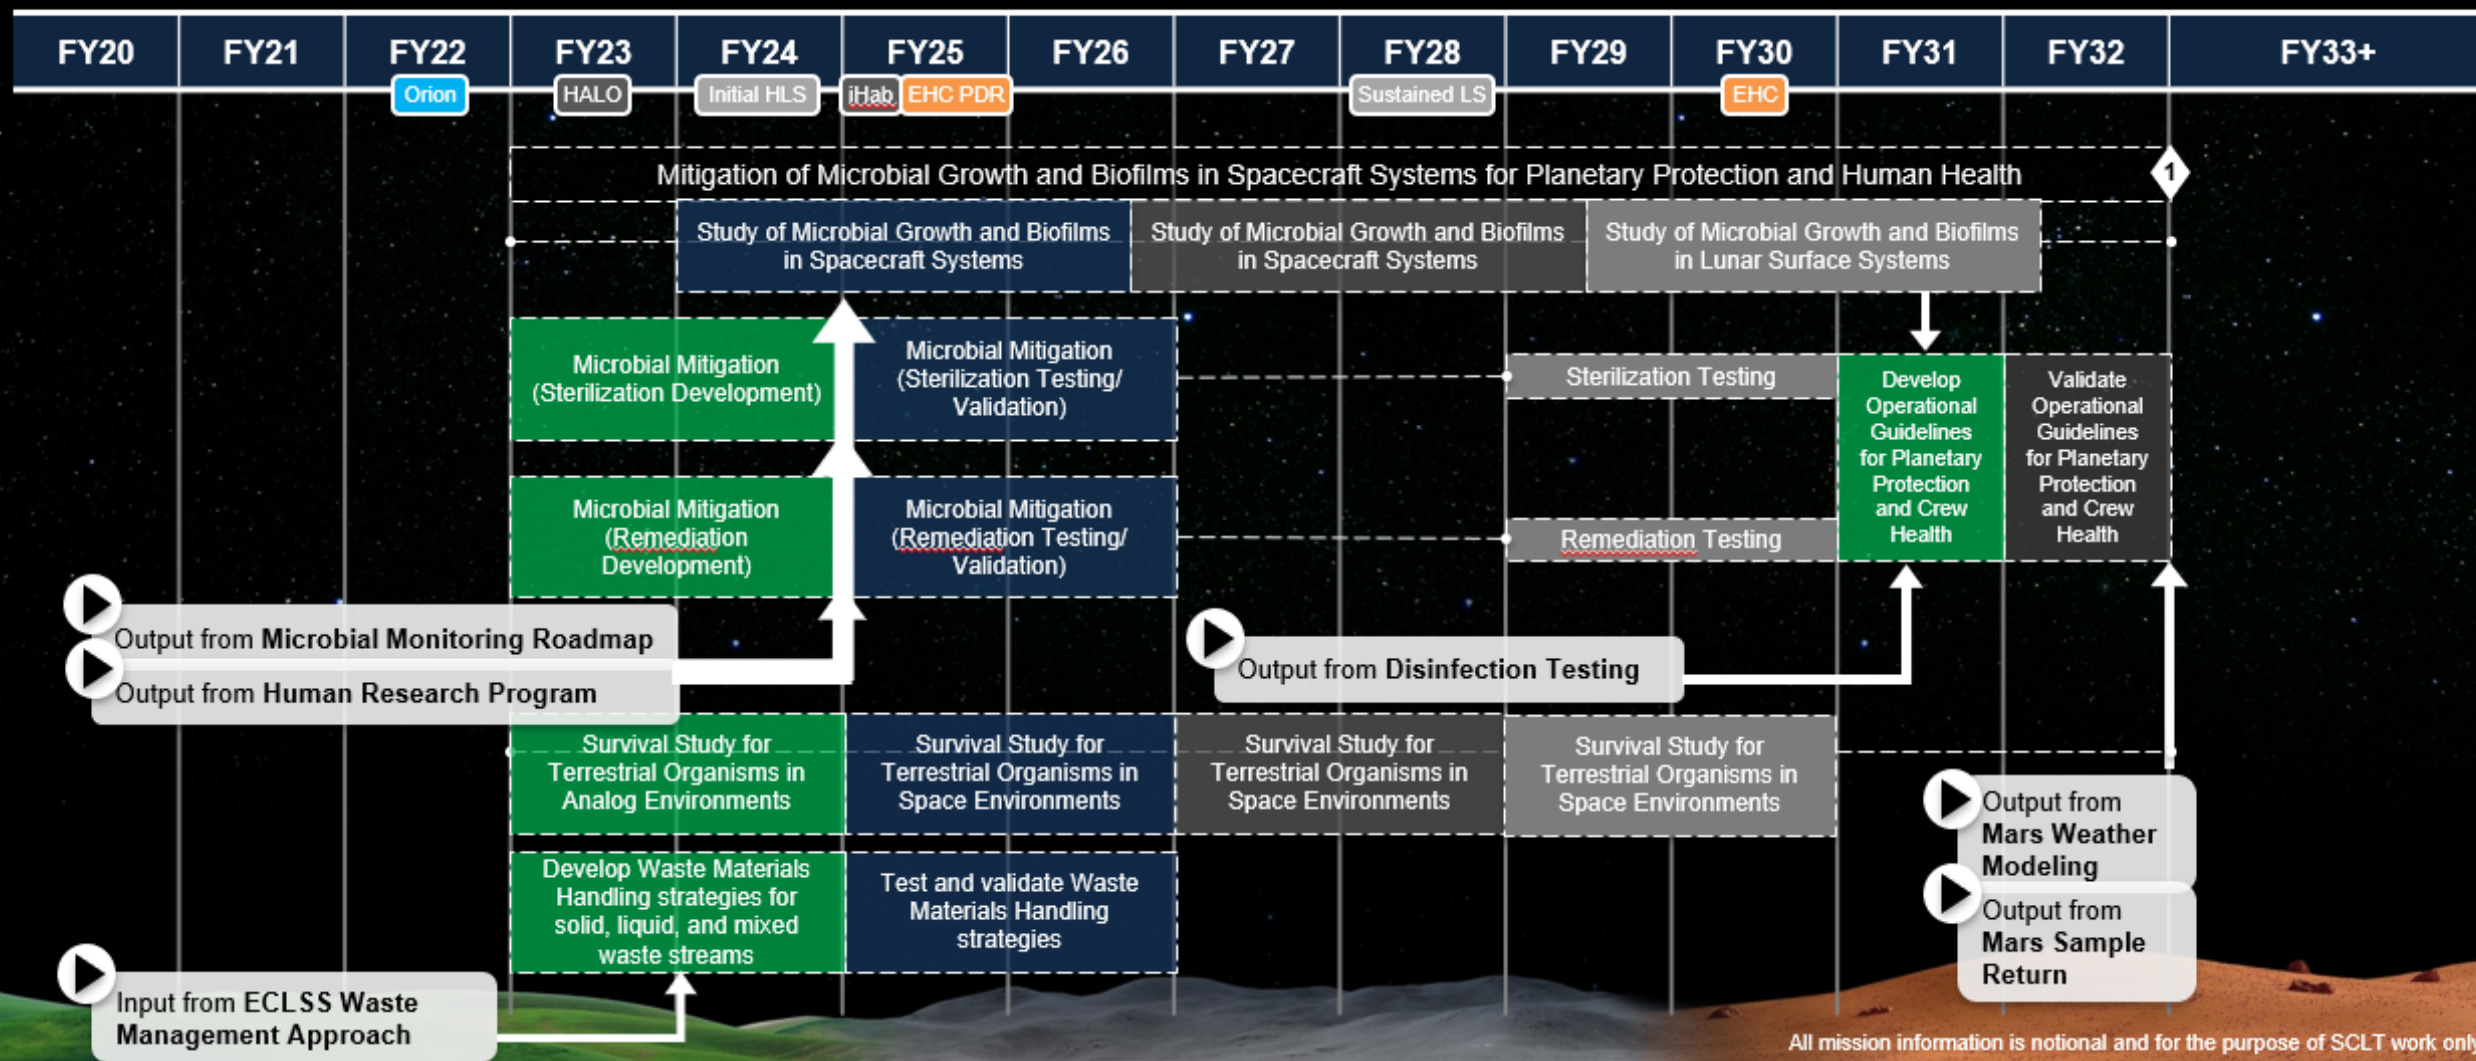 FY20 FY21 FY22 FY23 FY24 FY25 FY26 FY27 FY28 FY29 FY30 FY31 FY32 FY33+
Orion HALO Initial HLS iHab EHC PDR Sustained LS EHC
Mitigation of Microbial Growth and Biofilms in Spacecraft Systems for Planetary Protection and Human Health
1
Study of Microbial Growth and Biofilms
in Spacecraft Systems
Study of Microbial Growth and Biofilms
in Spacecraft Systems
Study of Microbial Growth and Biofilms
in Lunar Surface Systems
Microbial Mitigation
(Sterilization Development)
Microbial Mitigation
(Sterilization Testing/
Validation)
Sterilization Testing
Develop
Operational
Guidelines
for Planetary
Protection
and Crew
Health
Validate
Operational
Guidelines
for Planetary
Protection
and Crew
Health
Microbial Mitigation
(Remediation
Development)
Microbial Mitigation
(Remediation Testing/
Validation)
Remediation Testing
Output from Microbial Monitoring Roadmap
Output from Human Research Program
Output from Disinfection Testing
Survival Study for
Terrestrial Organisms in
Analog Environments
Survival Study for
Terrestrial Organisms in
Space Environments
Survival Study for
Terrestrial Organisms in
Space Environments
Survival Study for
Terrestrial Organisms in
Space Environments
Output from
Mars Weather
Modeling
Output from
Mars Sample
Return
Develop Waste Materials
Handling strategies for
solid, liquid, and mixed
waste streams
Test and validate Waste
Materials Handling
strategies
Input from ECLSS Waste
Management Approach
All mission information is notional and for the purpose of SCLT work only